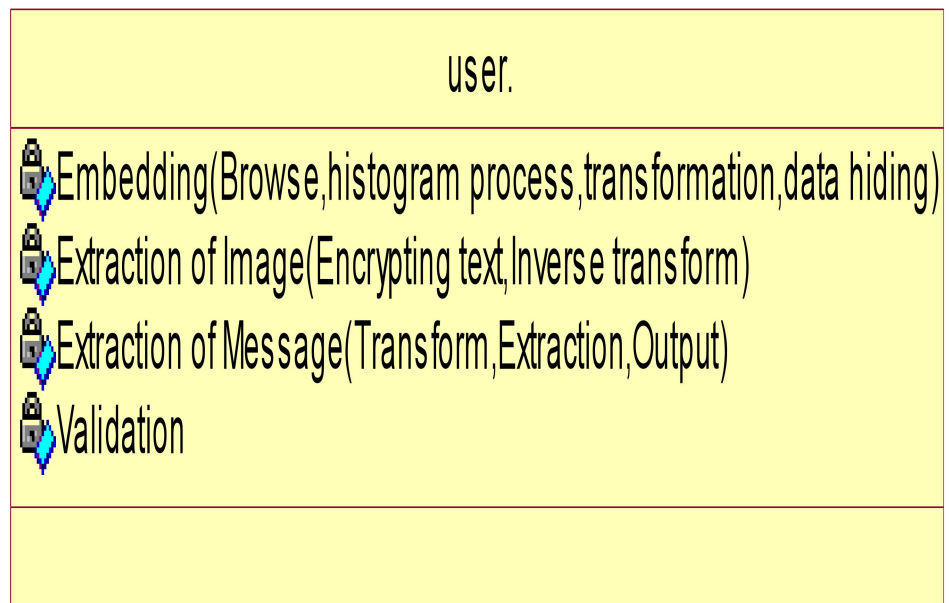 user.
Embedding(Browse,histogram process,transformation,data hiding)
Extraction of Image(Encrypting text,Inverse transform)
Extraction of Message(Transform,Extraction,Output)
Validation